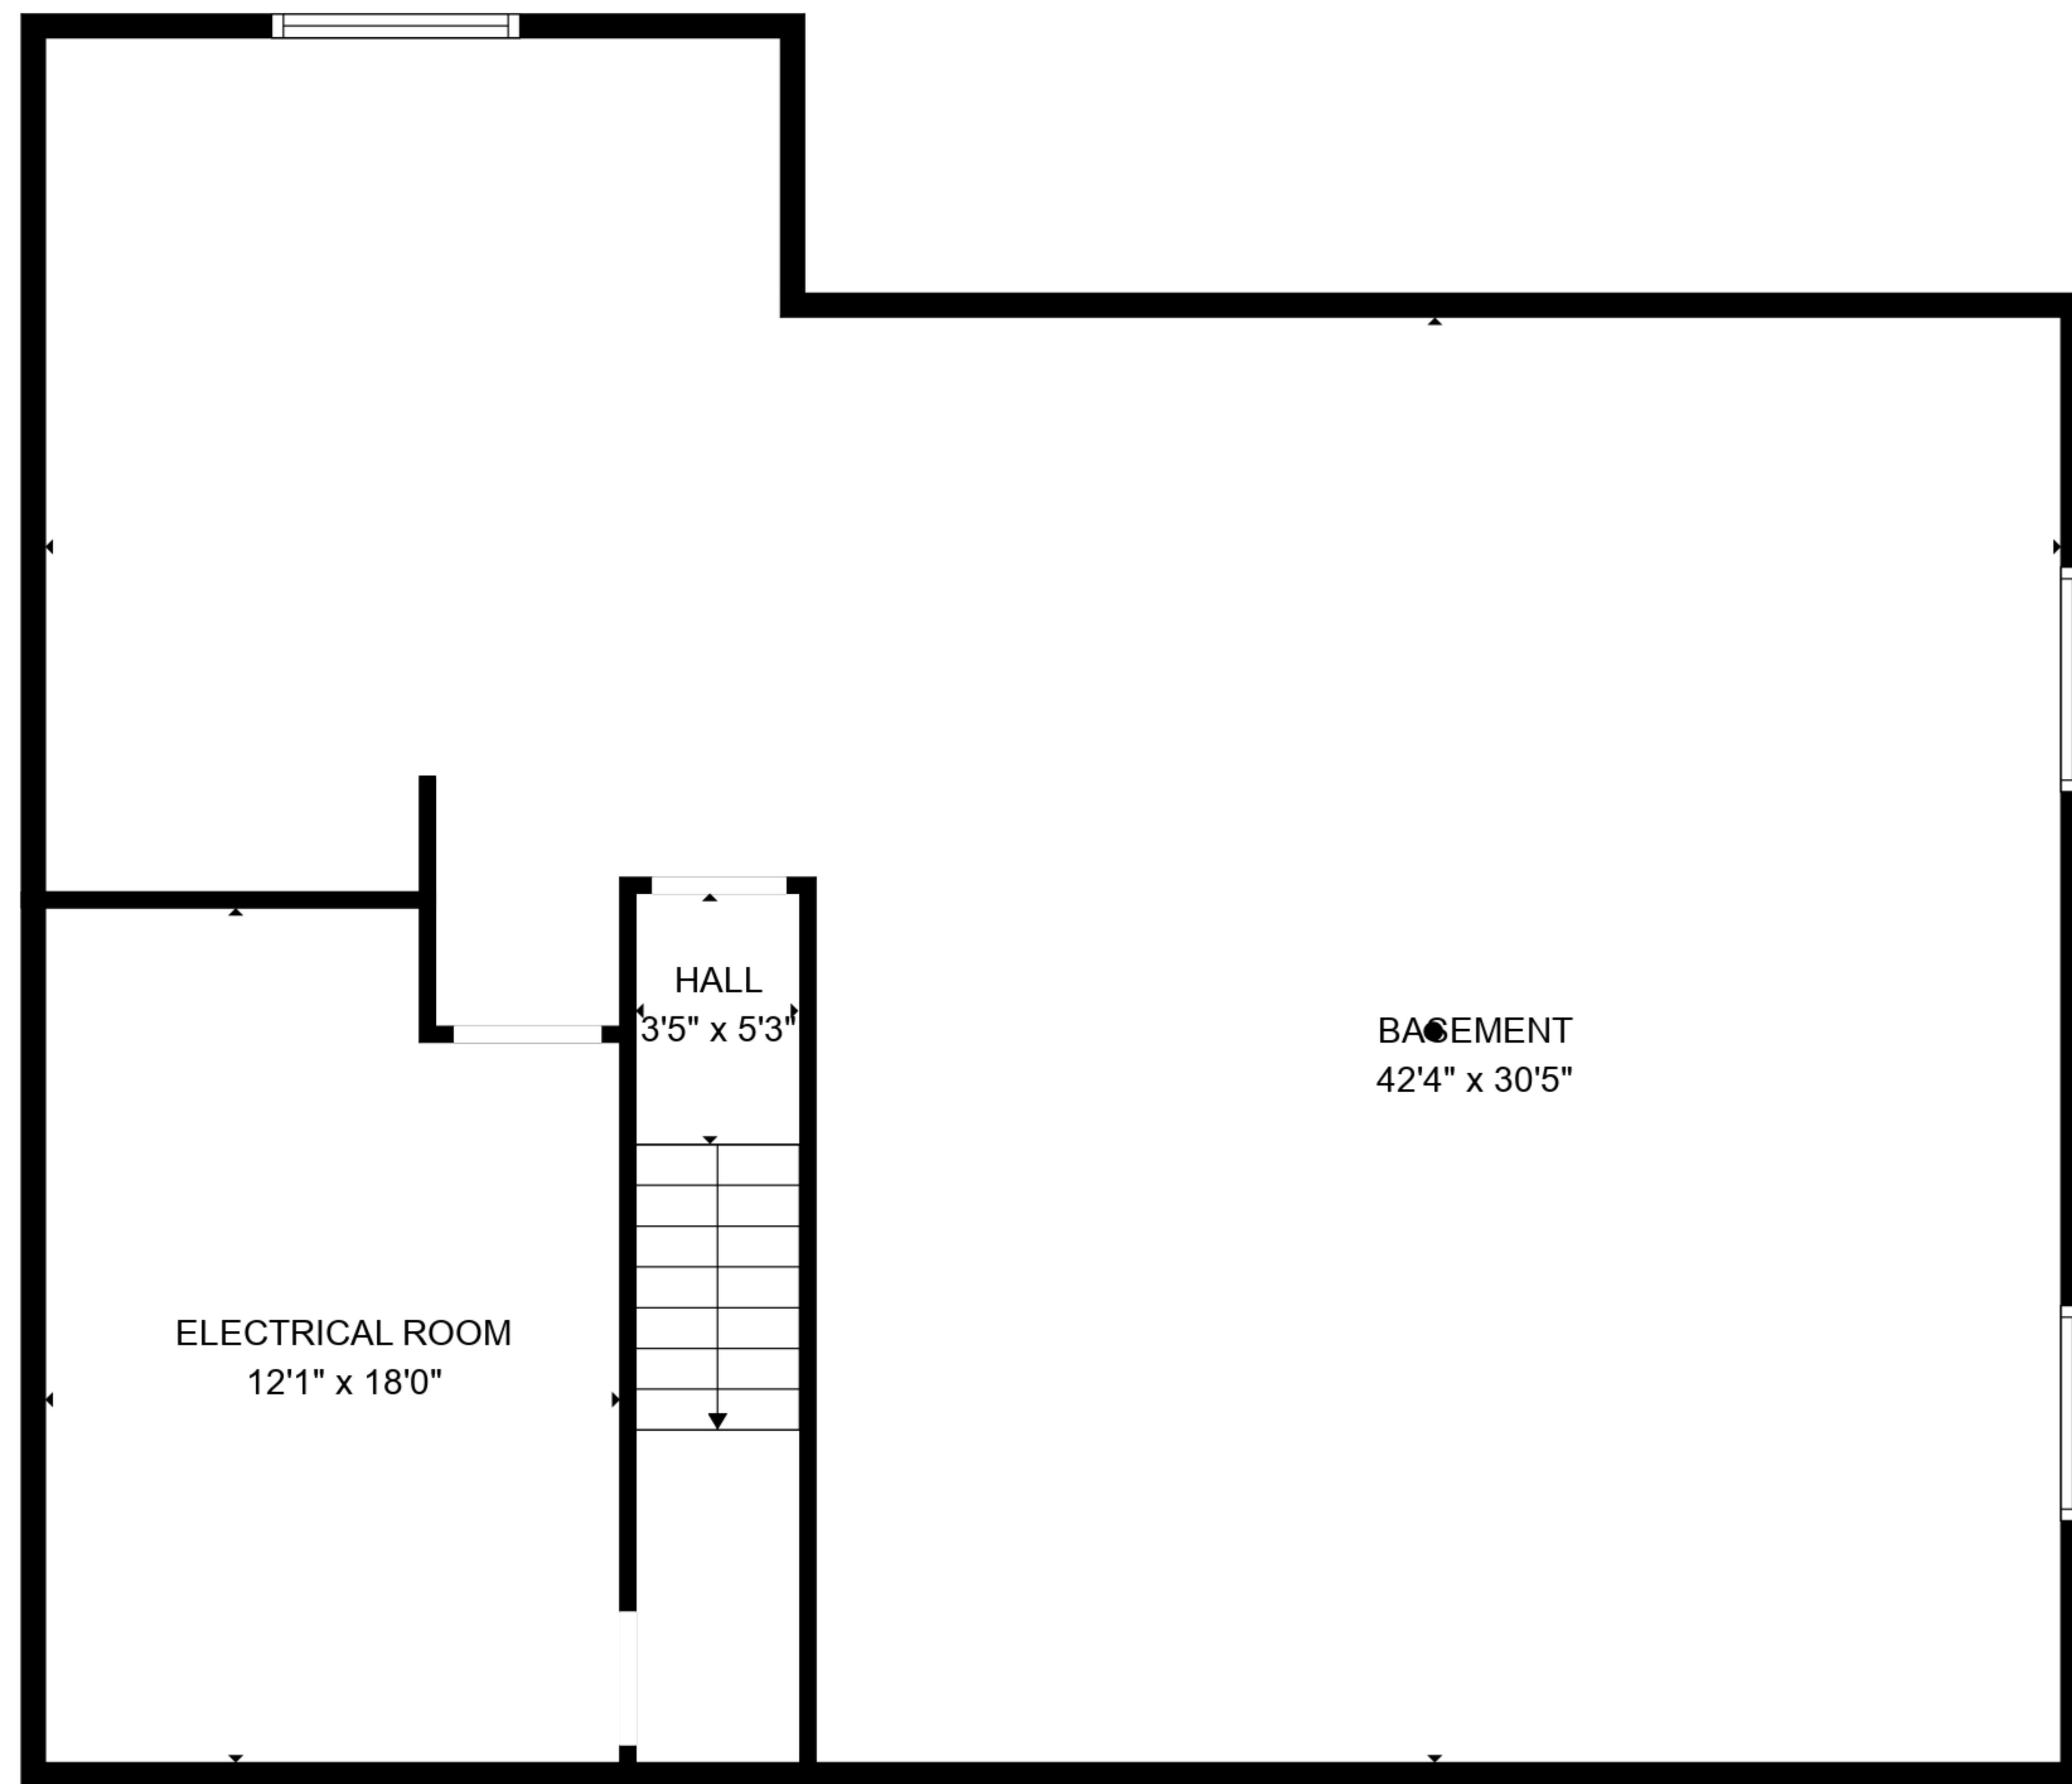 HALL
3'5" x 5'3"
BASEMENT
42'4" x 30'5"
ELECTRICAL ROOM
12'1" x 18'0"